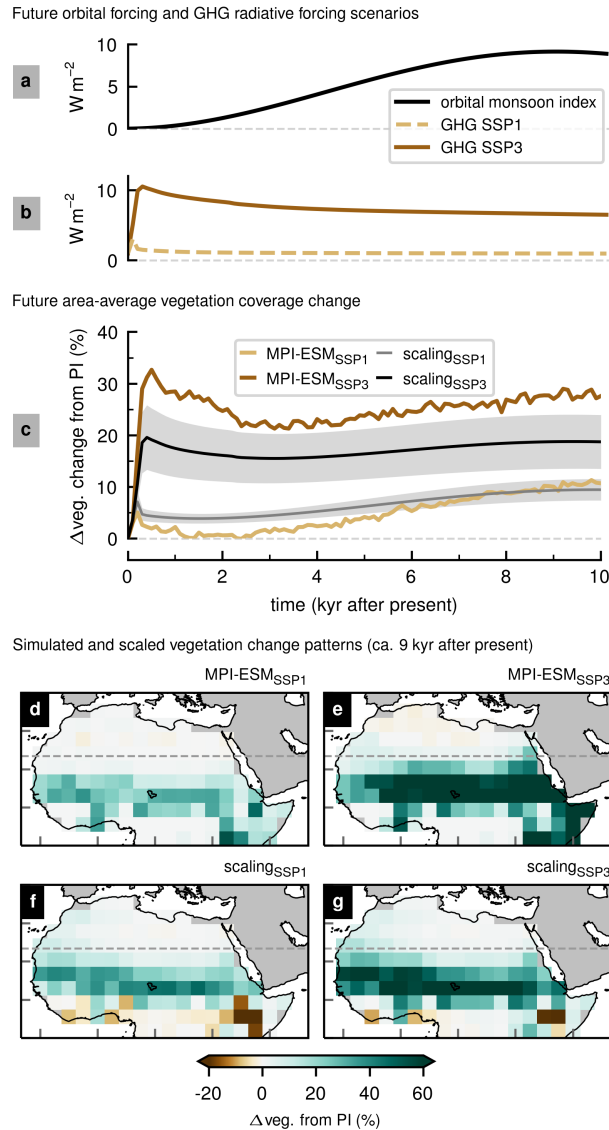 Future orbital forcing and GHG radiative forcing scenarios
a
W m⁻²
10
5
0
orbital monsoon index
GHG SSP1
GHG SSP3
b
W m⁻²
10
0
Future area-average vegetation coverage change
c
Δveg. change from PI (%)
40
30
20
10
0
MPI-ESM_SSP1
MPI-ESM_SSP3
scaling_SSP1
scaling_SSP3
0 2 4 6 8 10
time (kyr after present)
Simulated and scaled vegetation change patterns (ca. 9 kyr after present)
MPI-ESM_SSP1
MPI-ESM_SSP3
d
e
scaling_SSP1
scaling_SSP3
f
g
-20 0 20 40 60
Δveg. from PI (%)